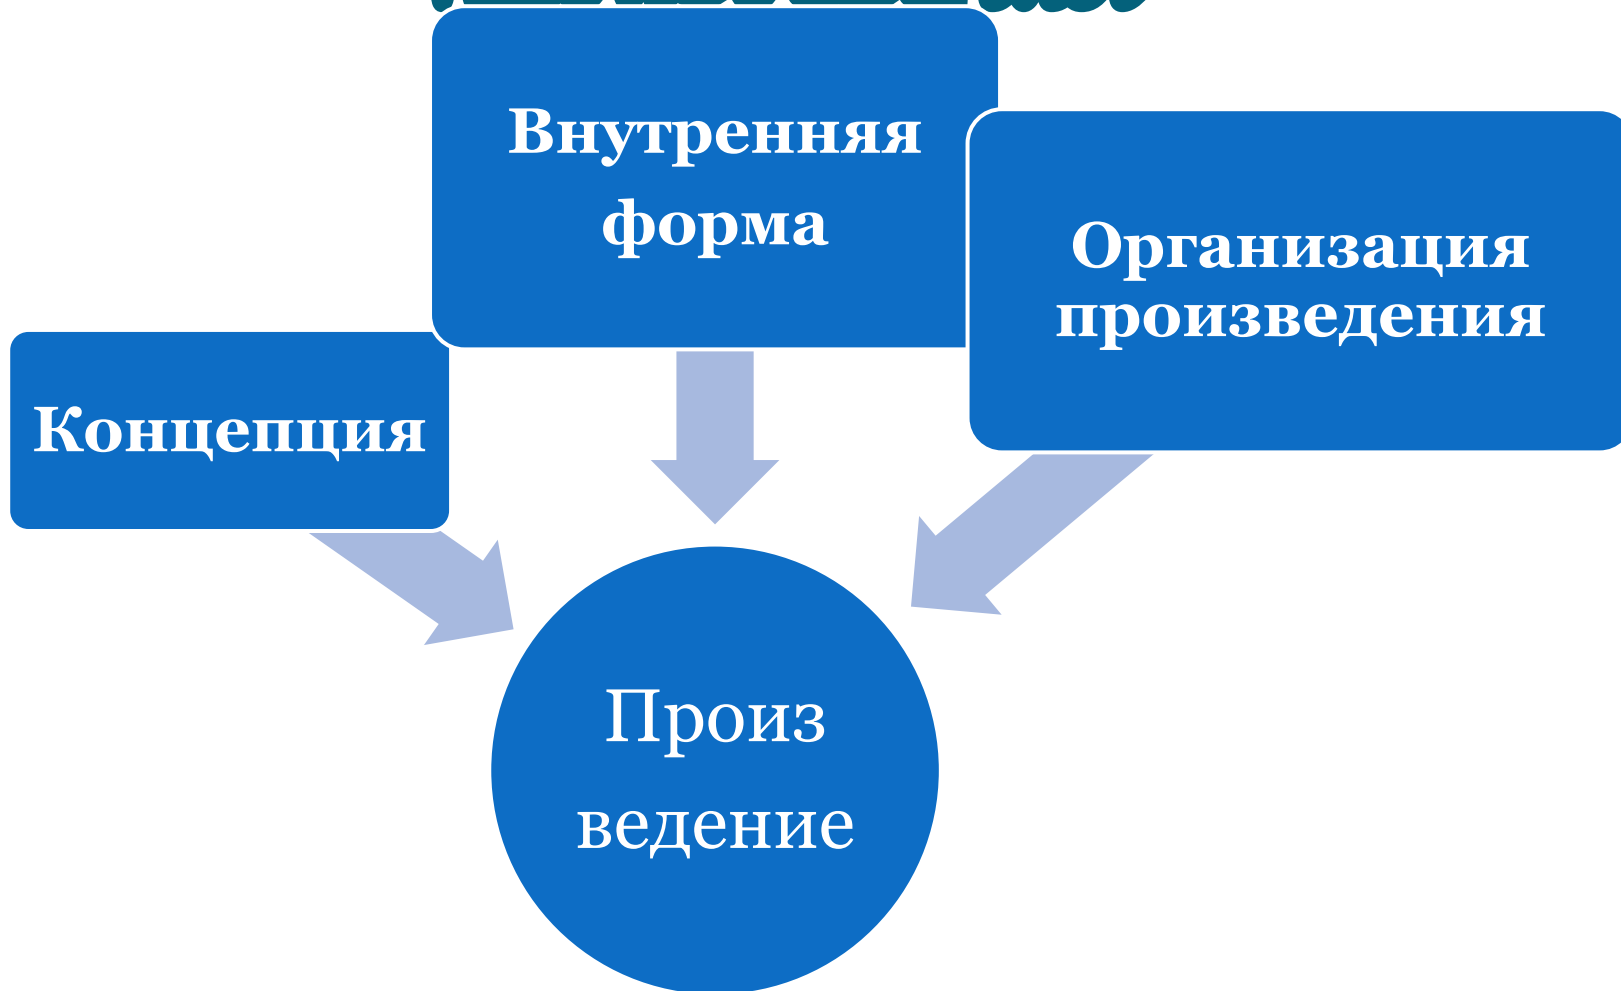 Внутренняя
форма
Организация
произведения
Концепция
Произ
ведение